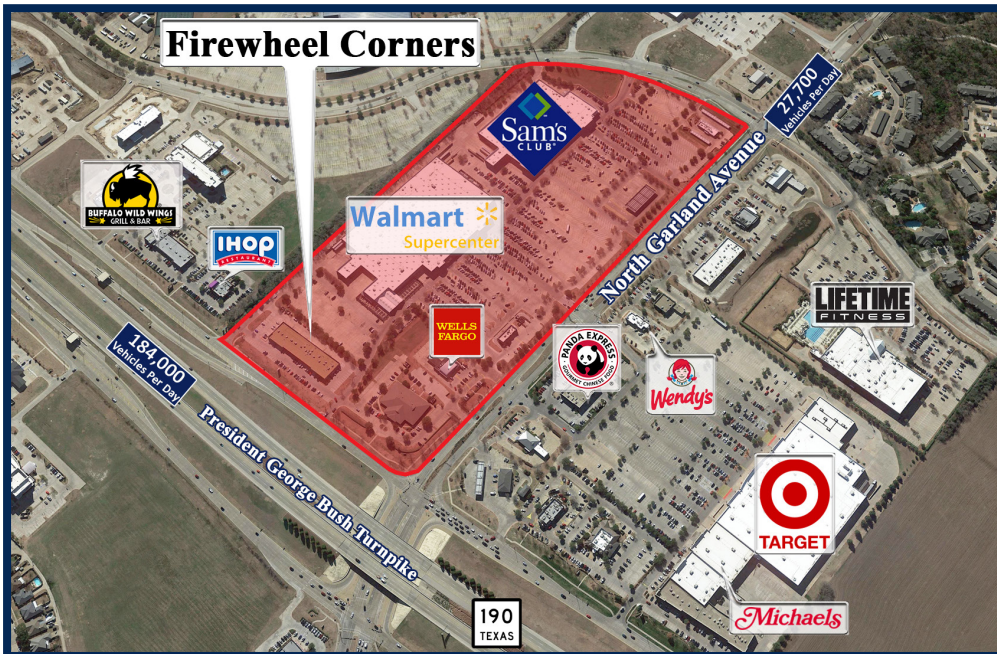 Firewheel Corners
27,700
Vehicles Per Day
Sam's
CLUB
BUFFALO WILD WINGS
GRILL & BAR
IHOP
RESTAURANT
Walmart
Supercenter
North Garland Avenue
LIFETIME
FITNESS
WELLS
FARGO
PANDA EXPRESS
GOURMET CHINESE FOOD
Wendy's
184,000
Vehicles Per Day
President George Bush Turnpike
TARGET
190
TEXAS
Michaels